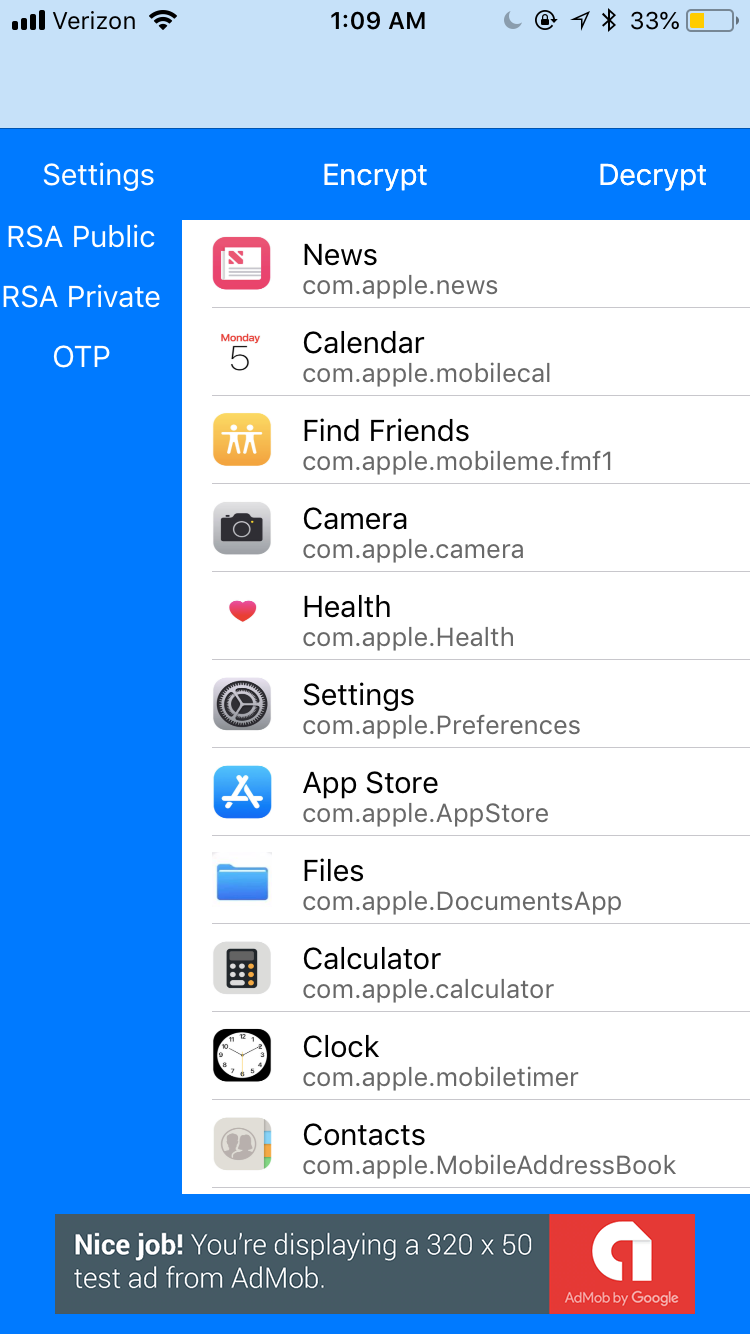 Verizon 1:09 AM 33%
Settings Encrypt Decrypt
RSA Public
RSA Private
OTP
News
com.apple.news
Monday
5
Calendar
com.apple.mobilecal
Find Friends
com.apple.mobileme.fmf1
Camera
com.apple.camera
Health
com.apple.Health
Settings
com.apple.Preferences
App Store
com.apple.AppStore
Files
com.apple.DocumentsApp
Calculator
com.apple.calculator
Clock
com.apple.mobiletimer
Contacts
com.apple.MobileAddressBook
Nice job! You're displaying a 320 x 50
test ad from AdMob.
AdMob by Google